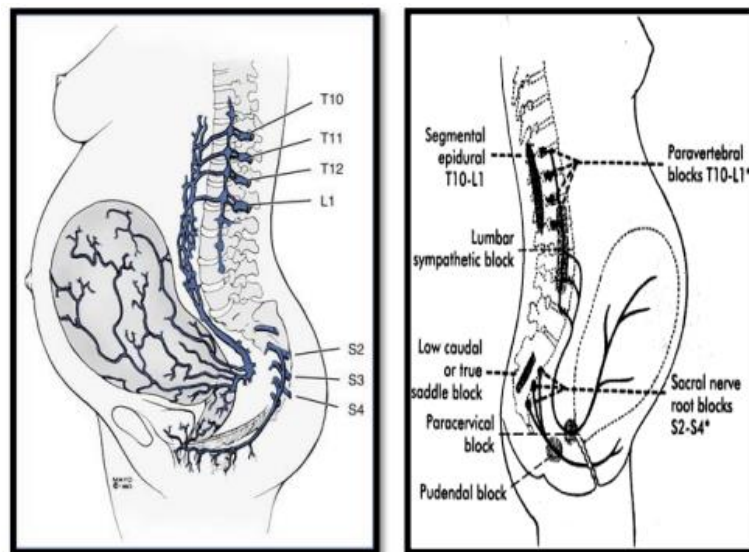 T10
T11
T12
L1
S2
S3
S4
MAYO
Segmental
epidural
T10-L1
Paravertebral
blocks T10-L1*
Lumbar
sympathetic block
Low caudal
or true
saddle block
Sacral nerve
root blocks
S2-S4*
Paracervical
block
Pudendal block